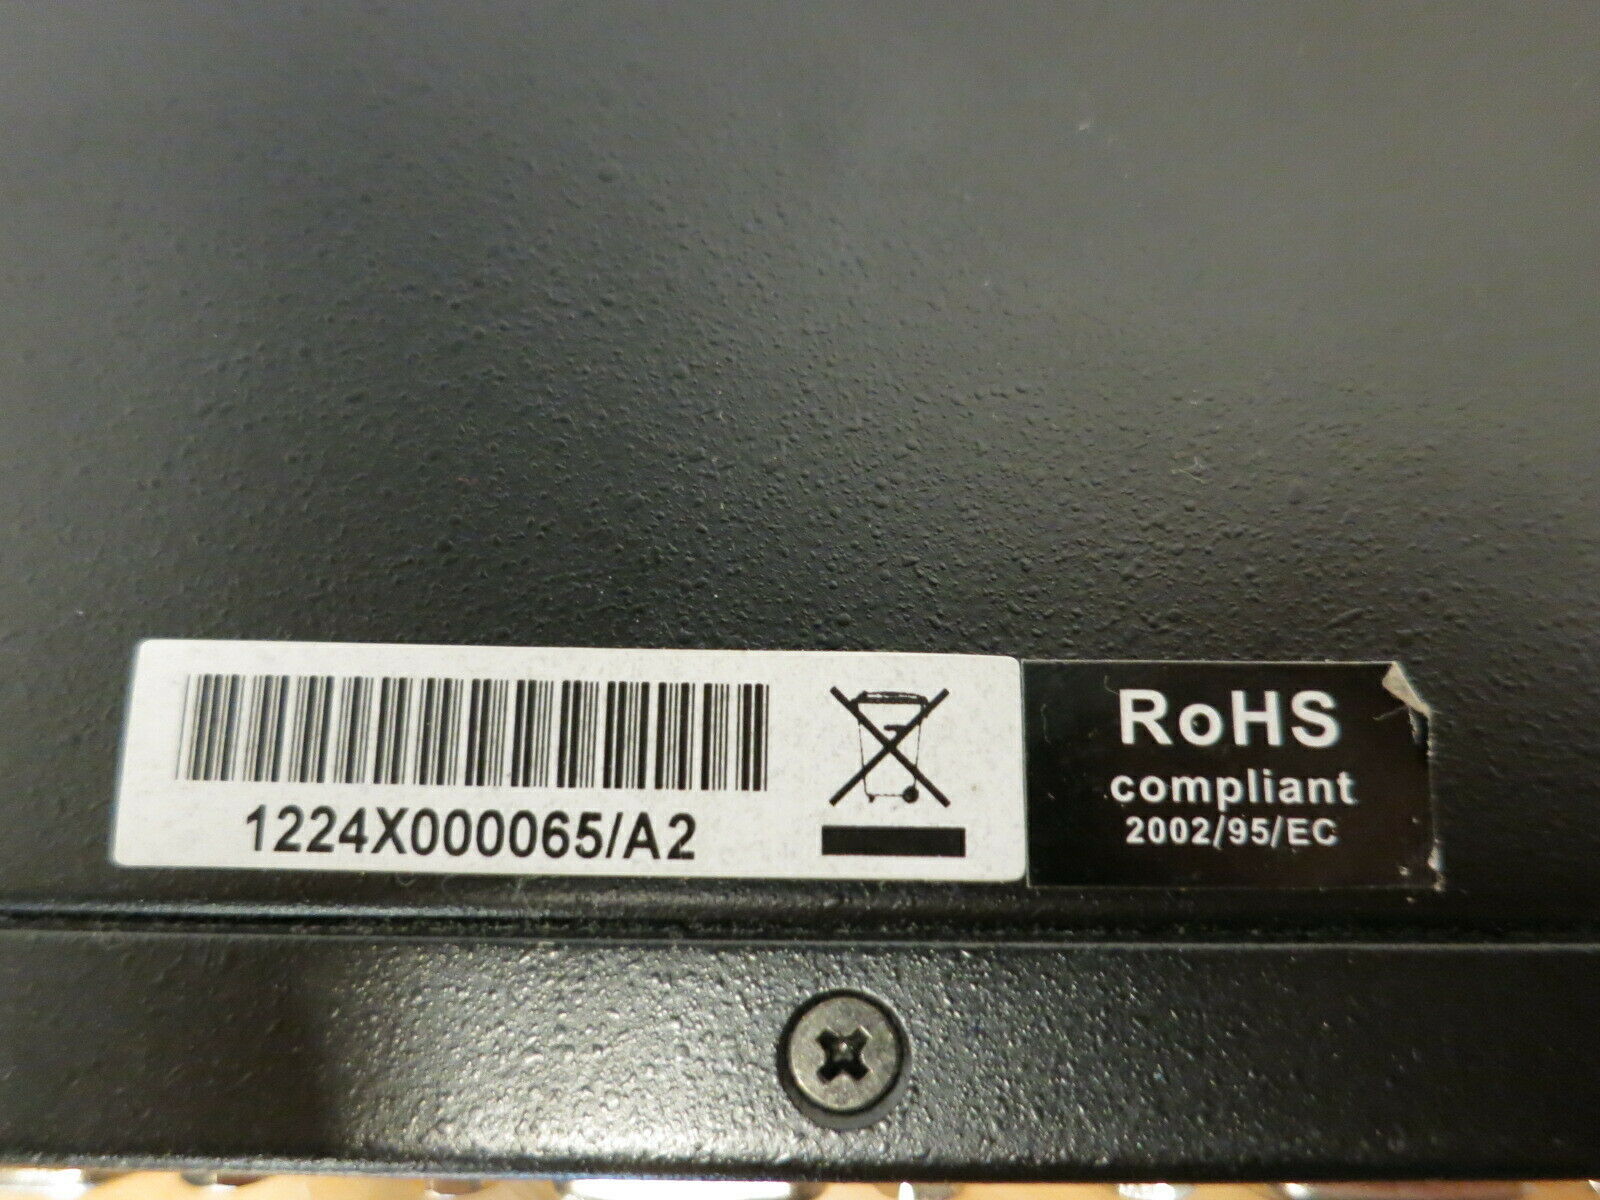 1224X000065/A2
RoHS
compliant
2002/95/EC